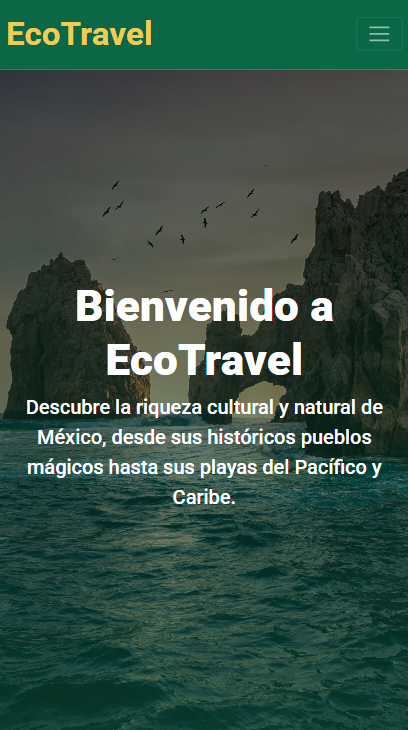 EcoTravel
Bienvenido a
EcoTravel
Descubre la riqueza cultural y natural de
México, desde sus históricos pueblos
mágicos hasta sus playas del Pacífico y
Caribe.